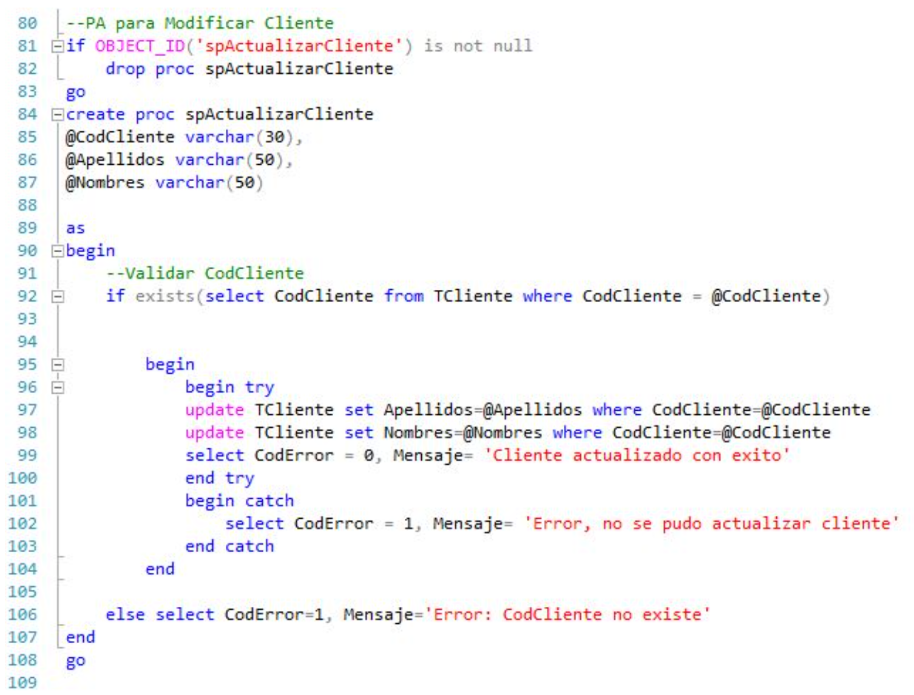 80 --PA para Modificar Cliente
81 if OBJECT_ID('spActualizarCliente') is not null
82 drop proc spActualizarCliente
83 go
84 create proc spActualizarCliente
85 @CodCliente varchar(30),
86 @Apellidos varchar(50),
87 @Nombres varchar(50)
88
89 as
90 begin
91 --Validar CodCliente
92 if exists(select CodCliente from TCliente where CodCliente = @CodCliente)
93
94
95 begin
96 begin try
97 update TCliente set Apellidos=@Apellidos where CodCliente=@CodCliente
98 update TCliente set Nombres=@Nombres where CodCliente=@CodCliente
99 select CodError = 0, Mensaje= 'Cliente actualizado con exito'
100 end try
101 begin catch
102 select CodError = 1, Mensaje= 'Error, no se pudo actualizar cliente'
103 end catch
104 end
105
106 else select CodError=1, Mensaje='Error: CodCliente no existe'
107 end
108 go
109